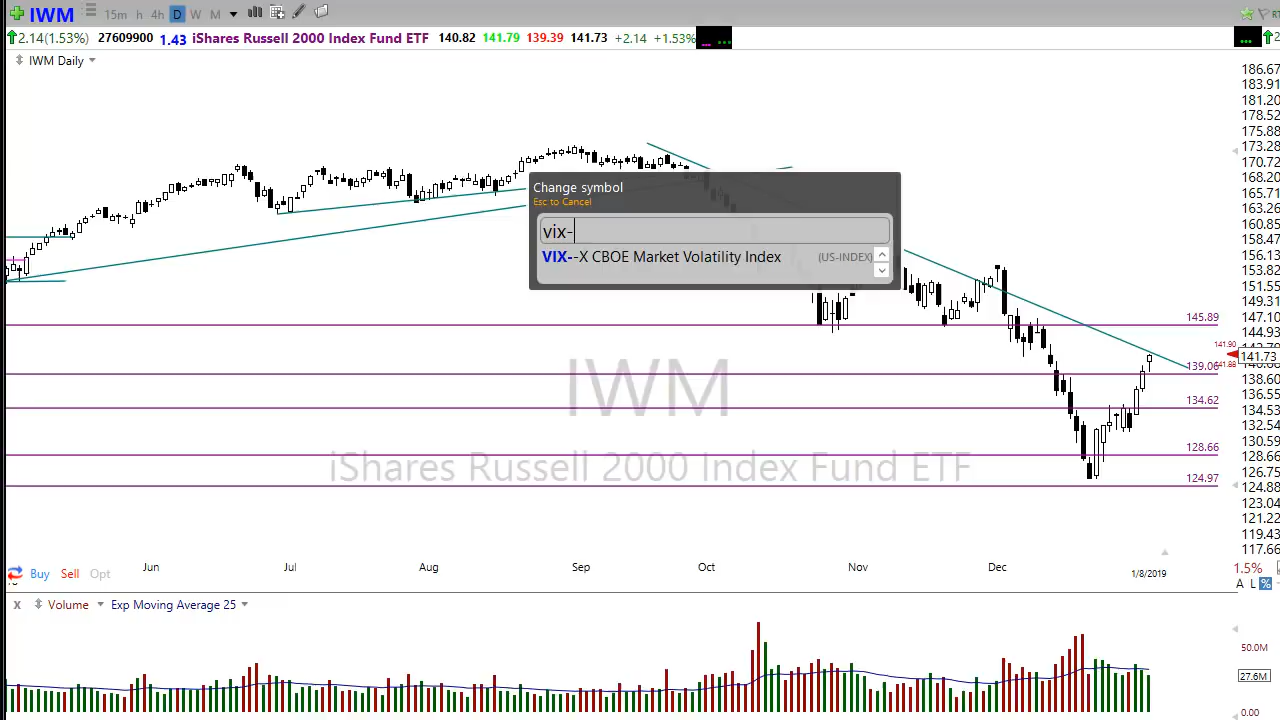 IWM
15m h 4h D W M
2.14(1.53%) 27609900 1.43 iShares Russell 2000 Index Fund ETF 140.82 141.79 139.39 141.73 +2.14 +1.53%
IWM Daily
Change symbol
Esc to Cancel
vix-
VIX--X CBOE Market Volatility Index (US-INDEX)
IWM
iShares Russell 2000 Index Fund ETF
145.89
139.06
134.62
128.66
124.97
141.90
141.88
186.67
183.91
181.20
178.52
175.88
173.28
170.72
168.20
165.71
163.26
160.85
158.47
156.13
153.82
151.55
149.31
147.10
144.93
141.73
138.60
136.55
134.53
132.54
130.59
128.66
126.75
124.88
123.04
121.22
119.43
117.66
Jun Jul Aug Sep Oct Nov Dec 1/8/2019
Buy Sell Opt
1.5%
A L %
x Volume Exp Moving Average 25
50.0M
27.6M
0.00